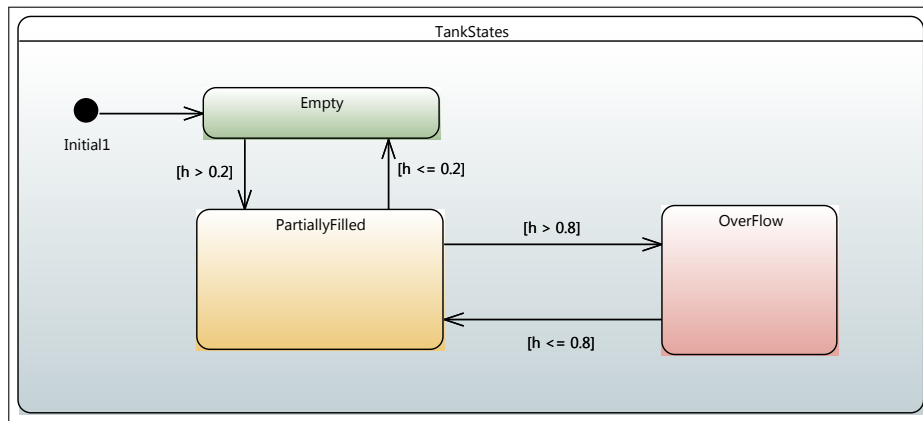 TankStates
Empty
Initial1
[h > 0.2]
[h <= 0.2]
PartiallyFilled
OverFlow
[h > 0.8]
[h <= 0.8]